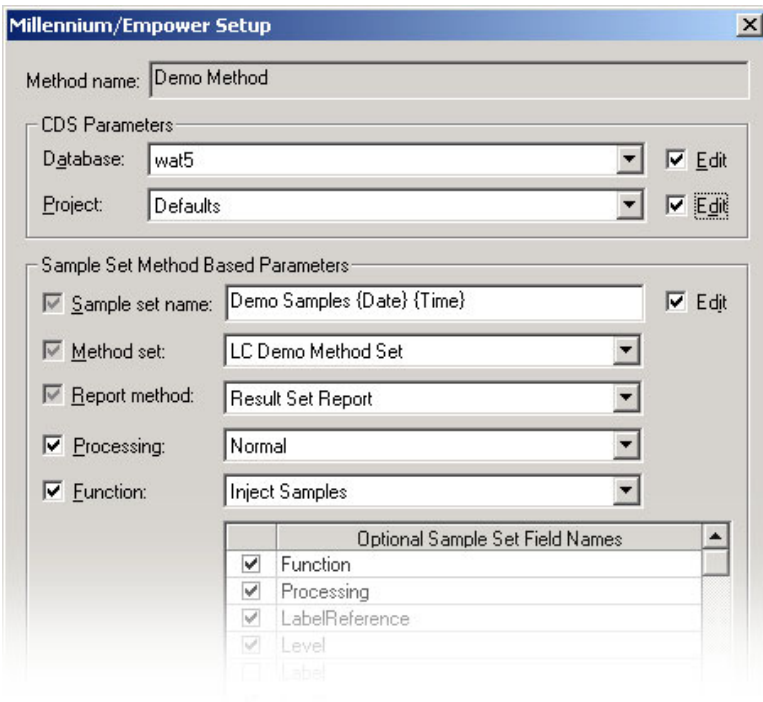 Millennium/Empower Setup
Method name: Demo Method
CDS Parameters
Database: wat5 Edit
Project: Defaults Edit
Sample Set Method Based Parameters
Sample set name: Demo Samples {Date} {Time} Edit
Method set: LC Demo Method Set
Report method: Result Set Report
Processing: Normal
Function: Inject Samples
Optional Sample Set Field Names
Function
Processing
LabelReference
Level
Label